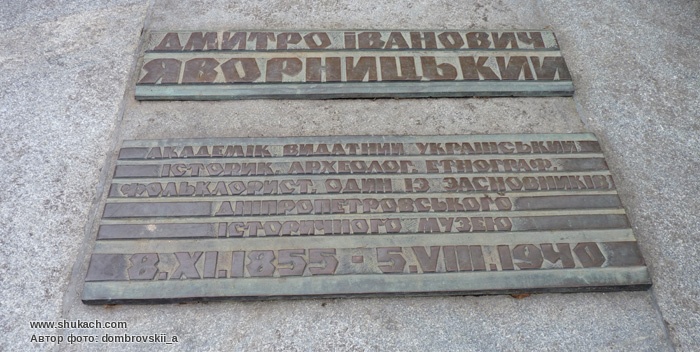 ДМИТРО ІВАНОВИЧ
ЯВОРНИЦЬКИЙ
АКАДЕМІК, ВИДАТНИЙ УКРАЇНСЬКИЙ
ІСТОРИК, АРХЕОЛОГ, ЕТНОГРАФ,
ФОЛЬКЛОРИСТ, ОДИН ІЗ ЗАСНОВНИКІВ
ДНІПРОПЕТРОВСЬКОГО
ІСТОРИЧНОГО МУЗЕЮ
8.XI.1855 - 5.VIII.1940
www.shukach.com
Автор фото: dombrovskii_a